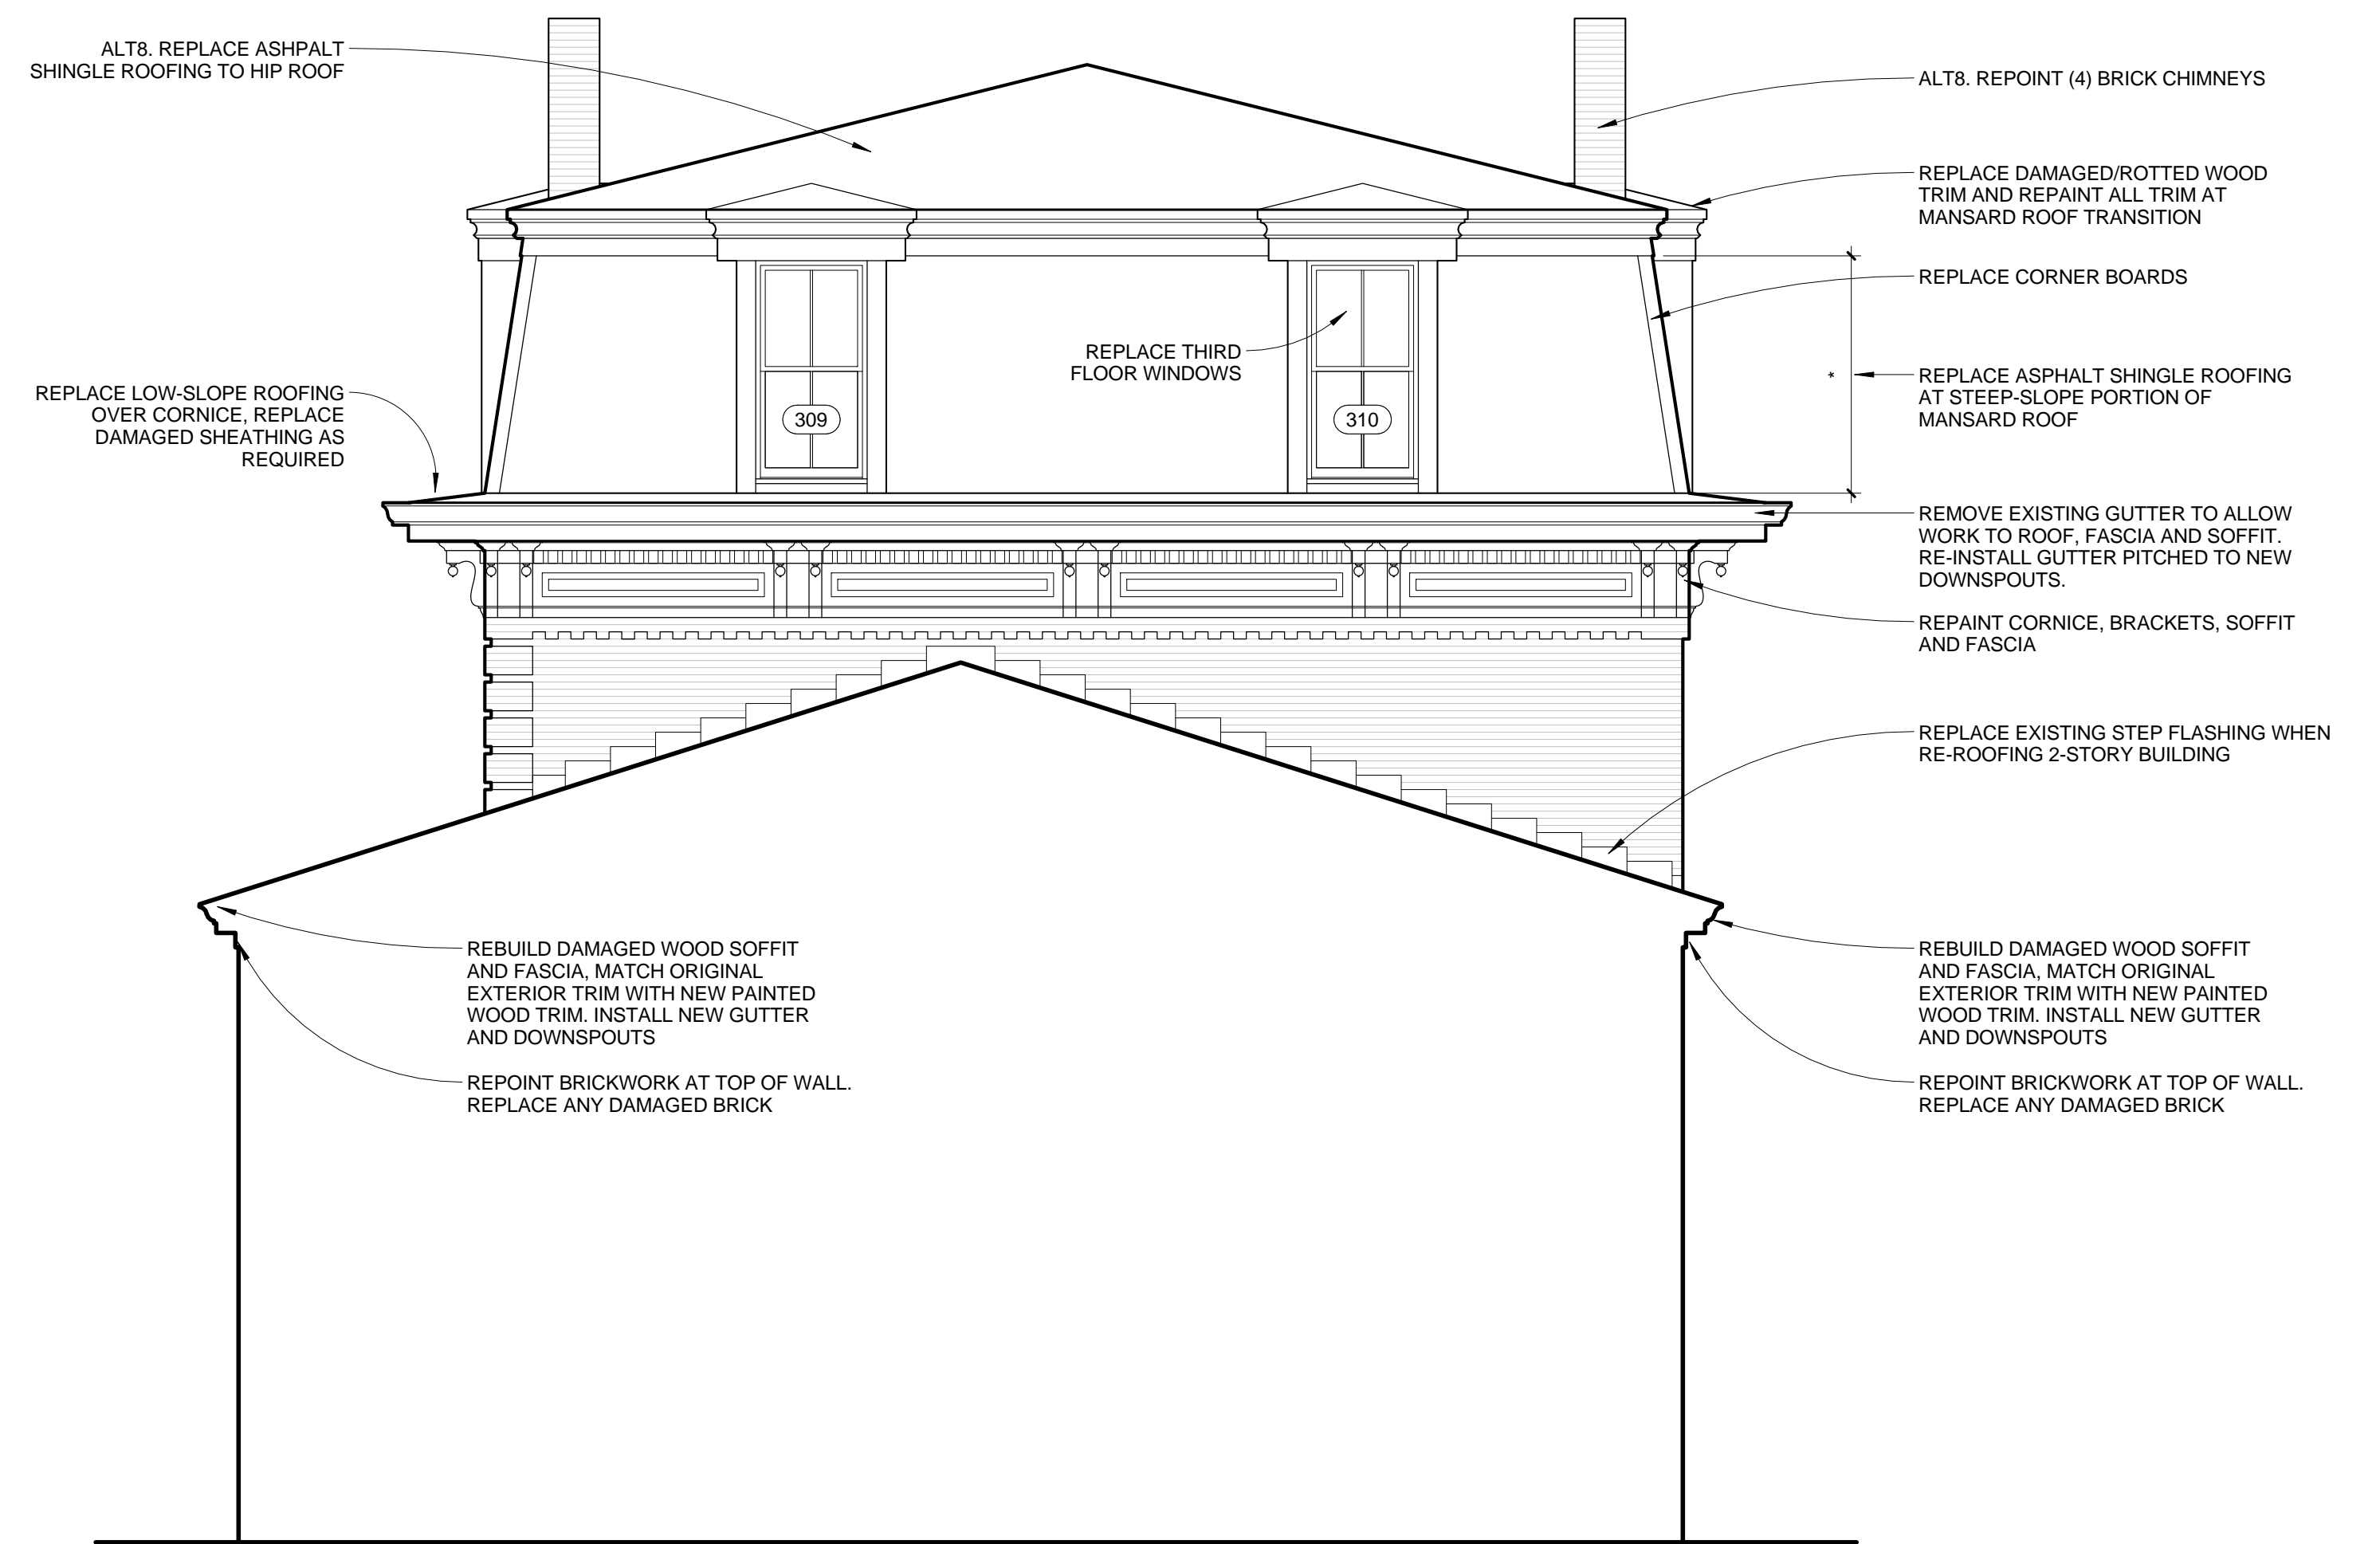 ALT8. REPLACE ASHPALT
SHINGLE ROOFING TO HIP ROOF
ALT8. REPOINT (4) BRICK CHIMNEYS
REPLACE DAMAGED/ROTTED WOOD
TRIM AND REPAINT ALL TRIM AT
MANSARD ROOF TRANSITION
REPLACE CORNER BOARDS
REPLACE THIRD
FLOOR WINDOWS
*
REPLACE ASPHALT SHINGLE ROOFING
AT STEEP-SLOPE PORTION OF
MANSARD ROOF
REPLACE LOW-SLOPE ROOFING
OVER CORNICE, REPLACE
DAMAGED SHEATHING AS
REQUIRED
309
310
REMOVE EXISTING GUTTER TO ALLOW
WORK TO ROOF, FASCIA AND SOFFIT.
RE-INSTALL GUTTER PITCHED TO NEW
DOWNSPOUTS.
REPAINT CORNICE, BRACKETS, SOFFIT
AND FASCIA
REPLACE EXISTING STEP FLASHING WHEN
RE-ROOFING 2-STORY BUILDING
REBUILD DAMAGED WOOD SOFFIT
AND FASCIA, MATCH ORIGINAL
EXTERIOR TRIM WITH NEW PAINTED
WOOD TRIM. INSTALL NEW GUTTER
AND DOWNSPOUTS
REPOINT BRICKWORK AT TOP OF WALL.
REPLACE ANY DAMAGED BRICK
REBUILD DAMAGED WOOD SOFFIT
AND FASCIA, MATCH ORIGINAL
EXTERIOR TRIM WITH NEW PAINTED
WOOD TRIM. INSTALL NEW GUTTER
AND DOWNSPOUTS
REPOINT BRICKWORK AT TOP OF WALL.
REPLACE ANY DAMAGED BRICK